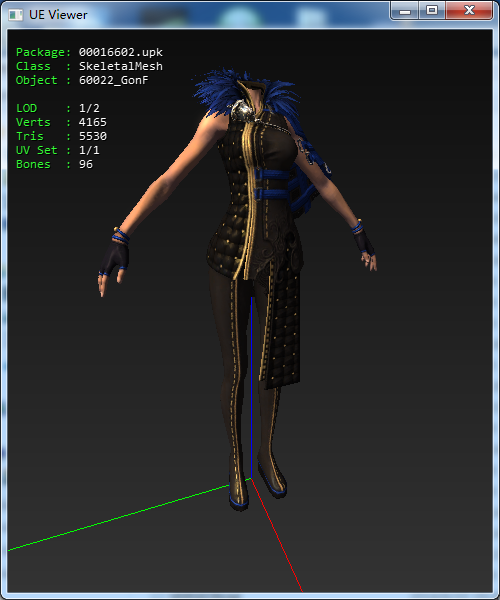 UE Viewer
Package: 00016602.upk
Class : SkeletalMesh
Object : 60022_GonF
LOD : 1/2
Verts : 4165
Tris : 5530
UV Set : 1/1
Bones : 96